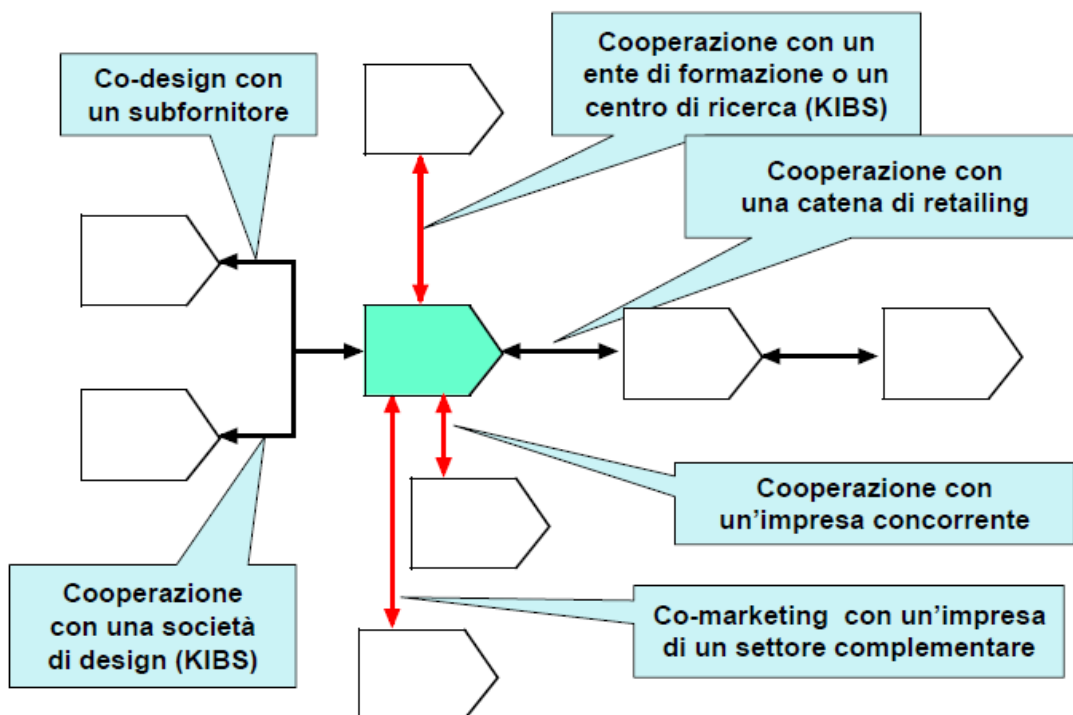 Co-design con
un subfornitore
Cooperazione con un
ente di formazione o un
centro di ricerca (KIBS)
Cooperazione con
una catena di retailing
Cooperazione con
un’impresa concorrente
Cooperazione
con una società
di design (KIBS)
Co-marketing con un’impresa
di un settore complementare